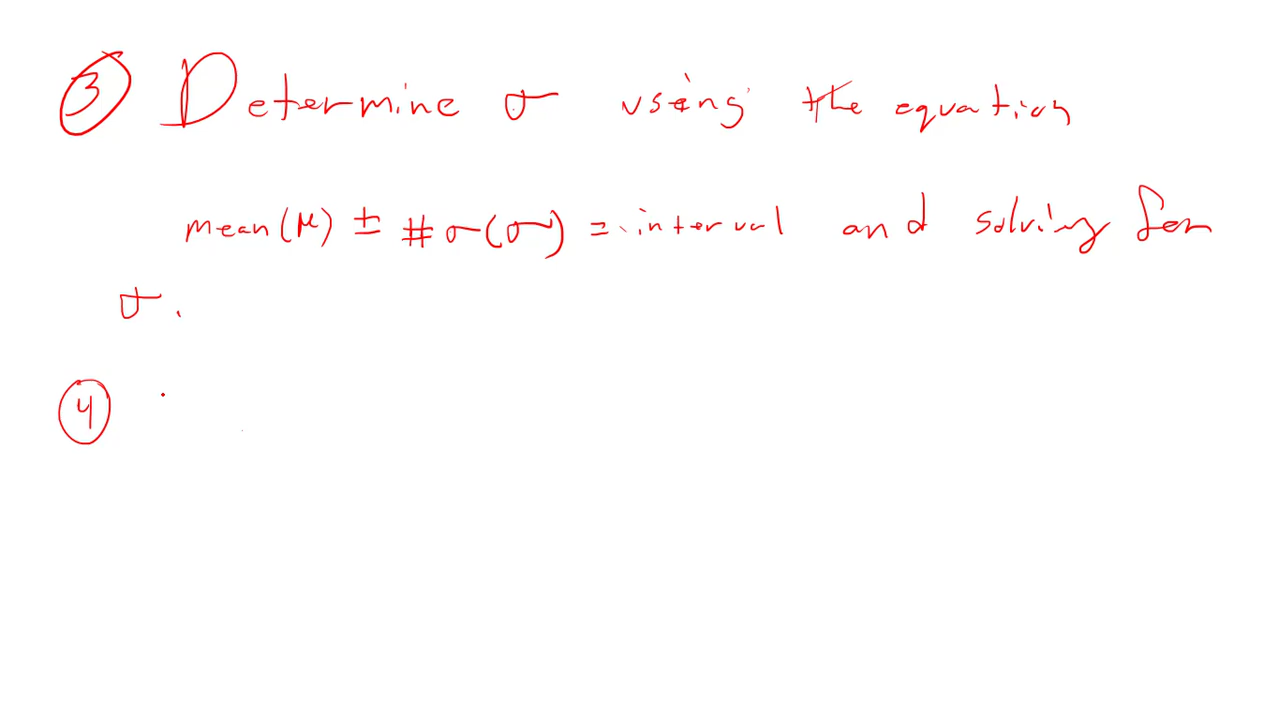 ③ Determine σ using the equation
mean(μ) ± #σ(σ) = interval and solving for
σ.
④